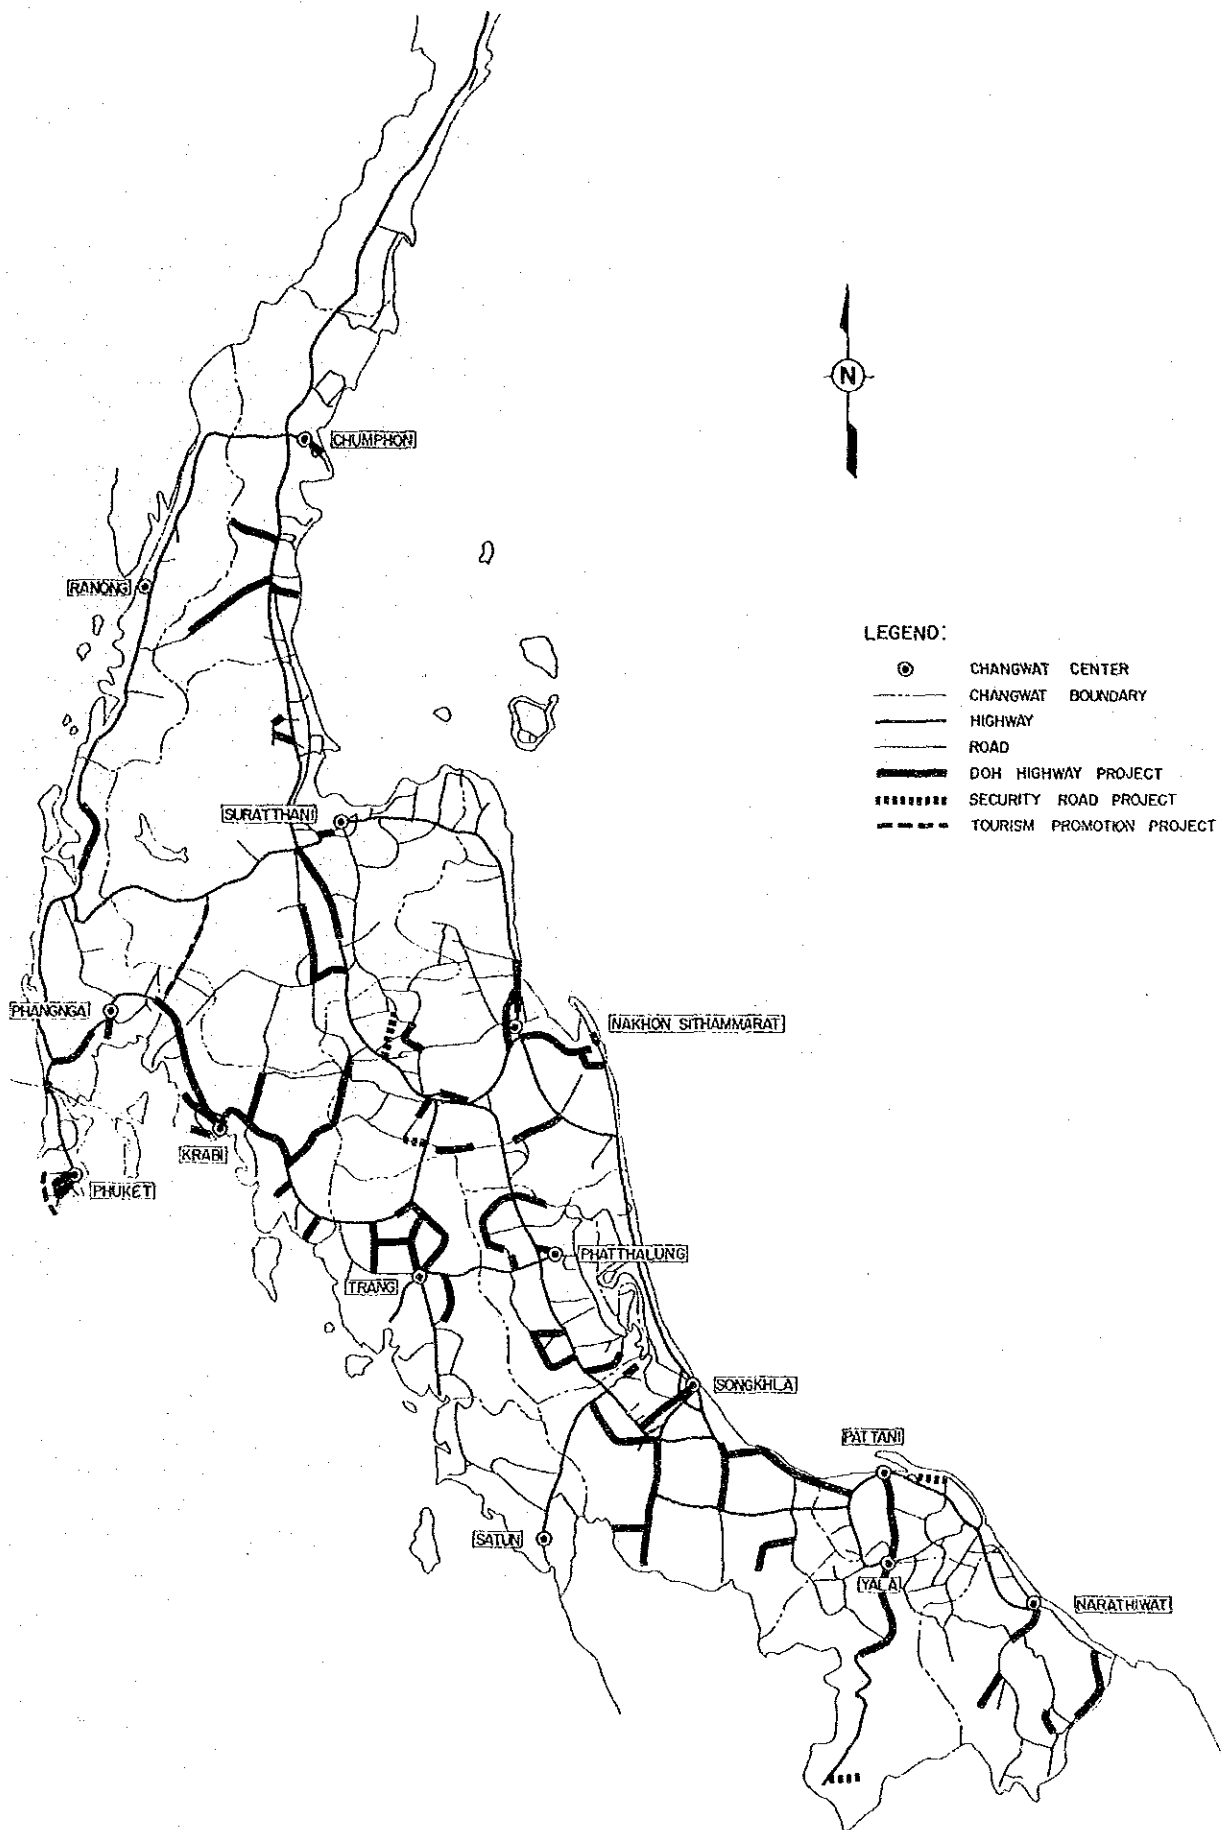 N
CHUMPHON
RANONG
LEGEND:
CHANGWAT CENTER
CHANGWAT BOUNDARY
HIGHWAY
ROAD
DOH HIGHWAY PROJECT
SECURITY ROAD PROJECT
TOURISM PROMOTION PROJECT
SURATTHANI
PHANGNGA
NAKHON SITHAMMARAT
KRABI
PHUKET
PHATTHALUNG
TRANG
SONGKHLA
PATTANI
SATUN
YALA
NARATHIWAT